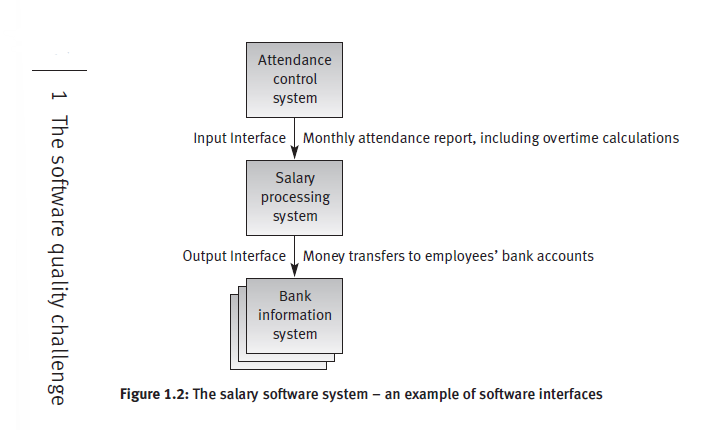 1 The software quality challenge
Attendance
control
system
Input Interface Monthly attendance report, including overtime calculations
Salary
processing
system
Output Interface Money transfers to employees’ bank accounts
Bank
information
system
Figure 1.2: The salary software system – an example of software interfaces